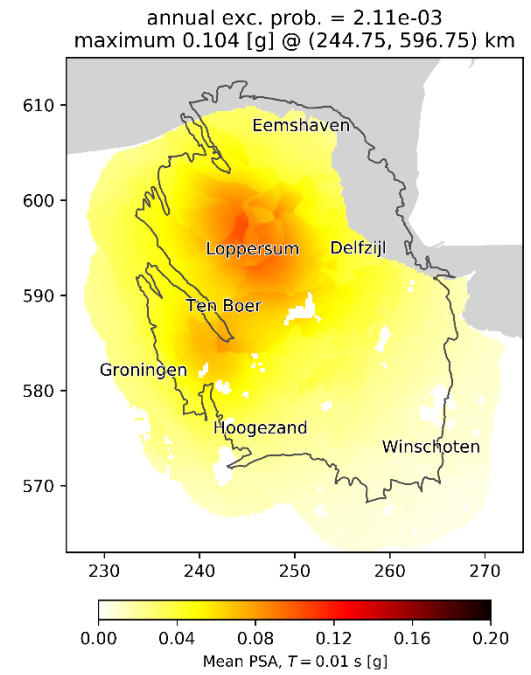 annual exc. prob. = 2.11e-03
maximum 0.104 [g] @ (244.75, 596.75) km
610
Eemshaven
600
Loppersum Delfzijl
590
Ten Boer
Groningen
580
Hoogezand
Winschoten
570
230 240 250 260 270
0.00 0.04 0.08 0.12 0.16 0.20
Mean PSA, T = 0.01 s [g]